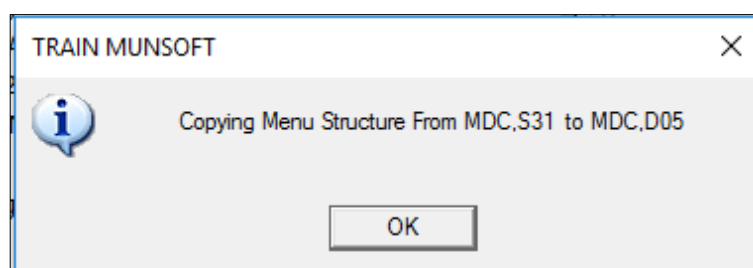 TRAIN MUNSOFT
Copying Menu Structure From MDC,S31 to MDC,D05
OK